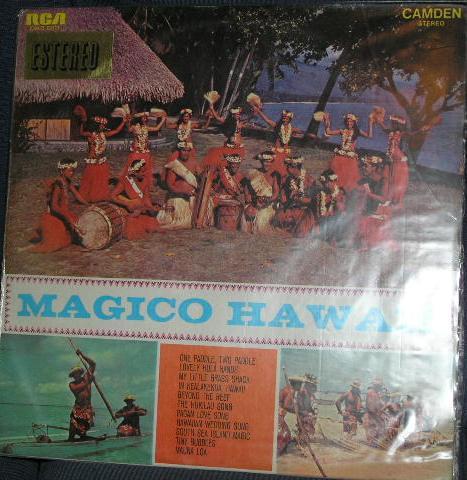 RCA
CAMDEN
STEREO
ESTEREO
MAGICO HAWAI
ONE PADDLE, TWO PADDLE
LOVELY HULA HANDS
MY LITTLE GRASS SHACK
IN KEALAKEKUA, HAWAII
BEYOND THE REEF
THE HUKILAU SONG
PAGAN LOVE SONG
HAWAIIAN WEDDING SONG
SOUTH SEA ISLAND MAGIC
TINY BUBBLES
MAUNA LOA